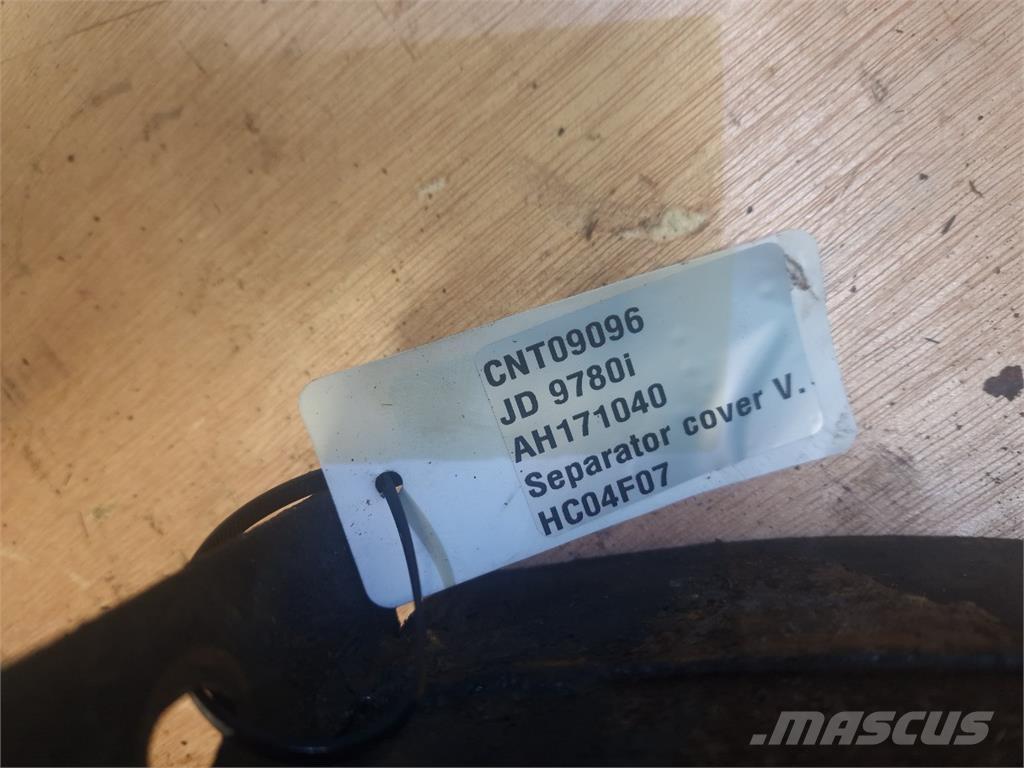 CNT09096
JD 9780i
AH171040
Separator cover V.
HC04F07
MASCUS